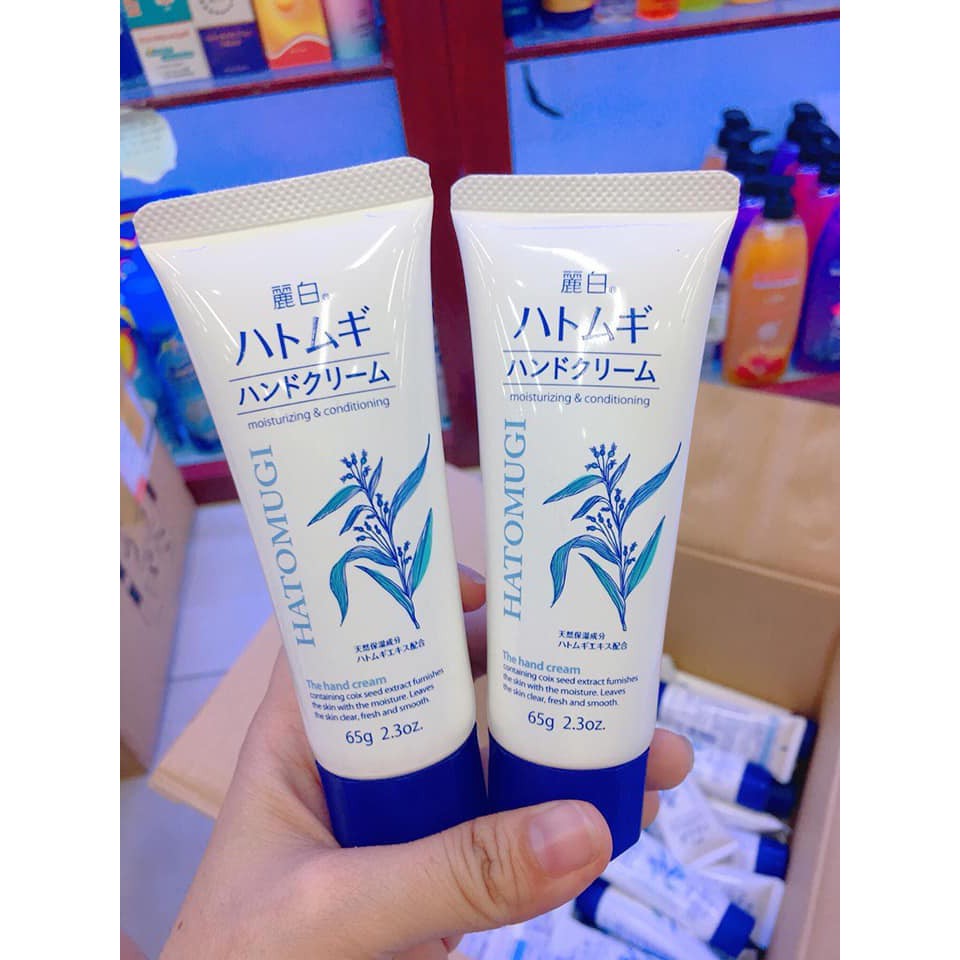 麗白®
ハトムギ
ハンドクリーム
moisturizing & conditioning
HATOMUGI
天然保湿成分
ハトムギエキス配合
The hand cream
containing coix seed extract furnishes
the skin with the moisture. Leaves
the skin clear, fresh and smooth.
65g 2.3oz.
麗白®
ハトムギ
ハンドクリーム
moisturizing & conditioning
HATOMUGI
天然保湿成分
ハトムギエキス配合
The hand cream
containing coix seed extract furnishes
the skin with the moisture. Leaves
the skin clear, fresh and smooth.
65g 2.3oz.